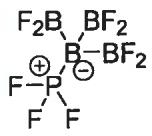 F₂B BF₂
B⊖ BF₂
F P⊕
F F